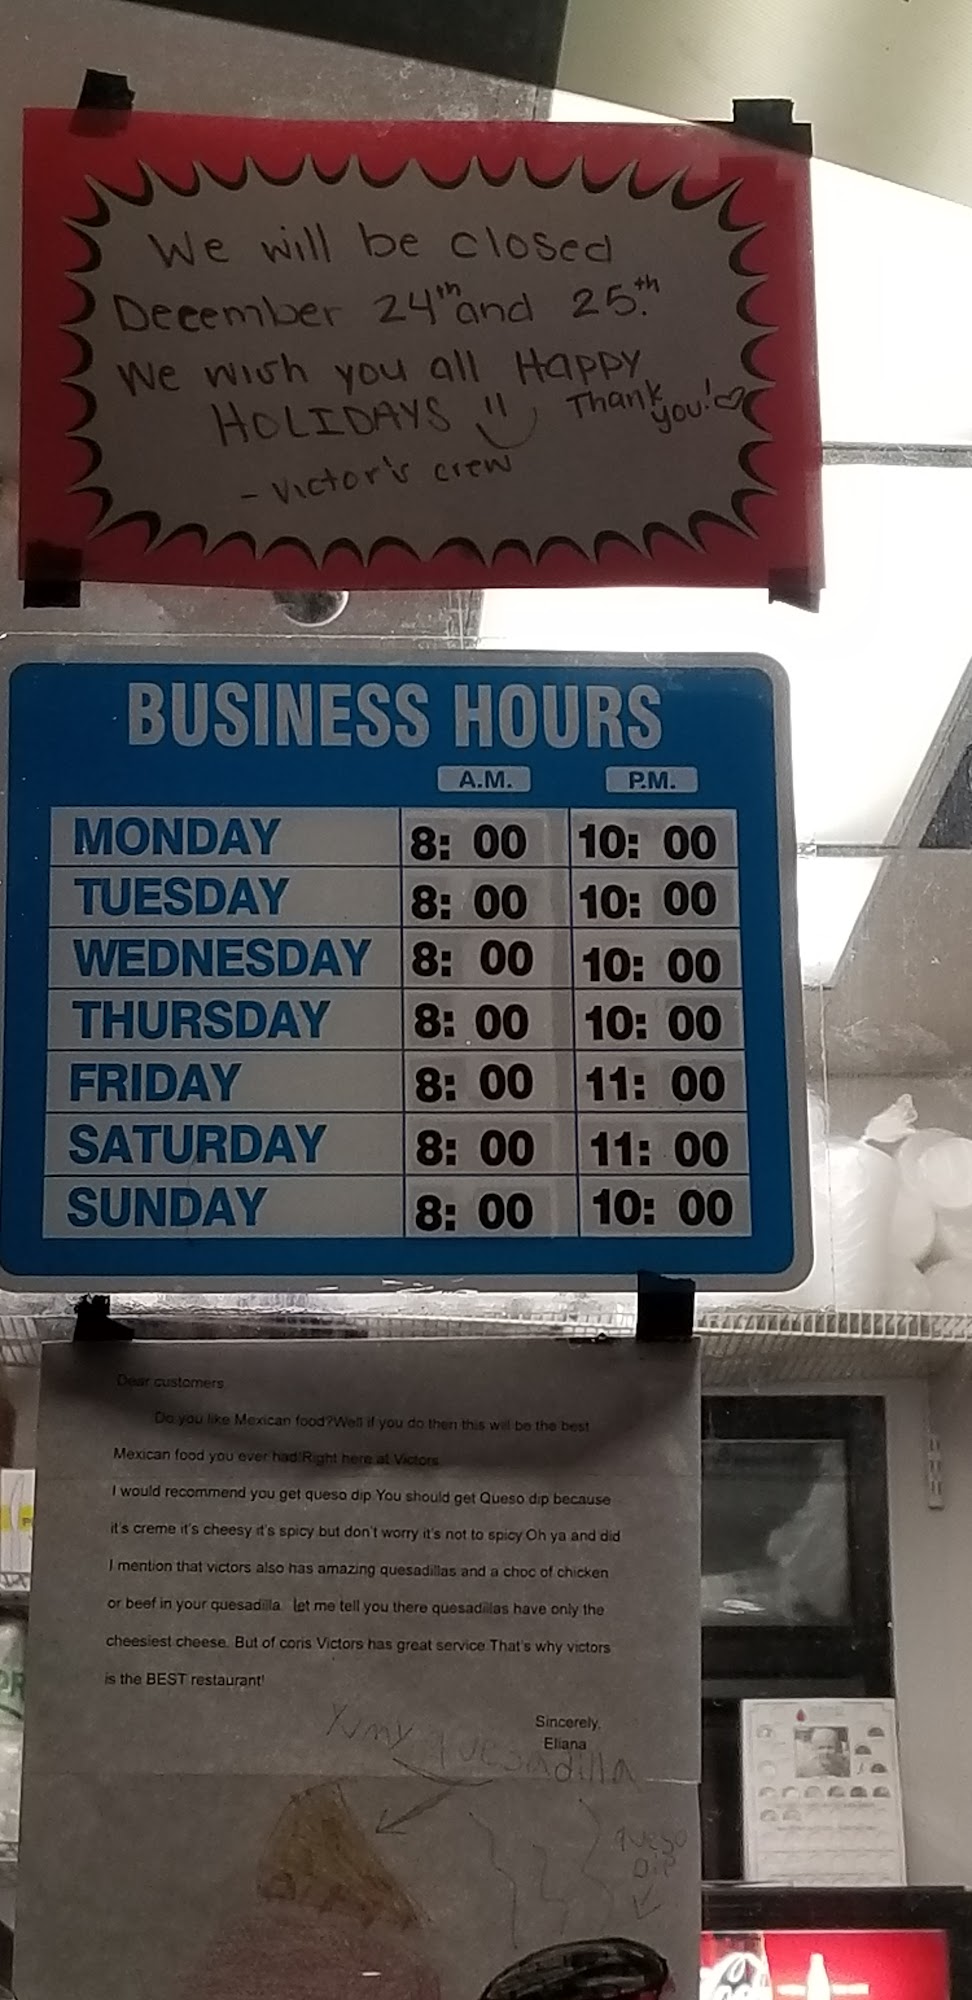 We will be closed
December 24th and 25.th
We wish you all Happy
HOLIDAYS Thank you!
- Victor's crew
BUSINESS HOURS
A.M. P.M.
MONDAY 8: 00 10: 00
TUESDAY 8: 00 10: 00
WEDNESDAY 8: 00 10: 00
THURSDAY 8: 00 10: 00
FRIDAY 8: 00 11: 00
SATURDAY 8: 00 11: 00
SUNDAY 8: 00 10: 00
Dear customers
Do you like Mexican food?Well if you do then this will be the best
Mexican food you ever had!Right here at Victors.
I would recommend you get queso dip.You should get Queso dip because
it's creme it's cheesy it's spicy but don't worry it's not to spicy.Oh ya and did
I mention that victors also has amazing quesadillas and a choc of chicken
or beef in your quesadilla. let me tell you there quesadillas have only the
cheesiest cheese. But of coris Victors has great service.That's why victors
is the BEST restaurant!
Sincerely,
Eliana
Yumy quesadilla
queso
Dip